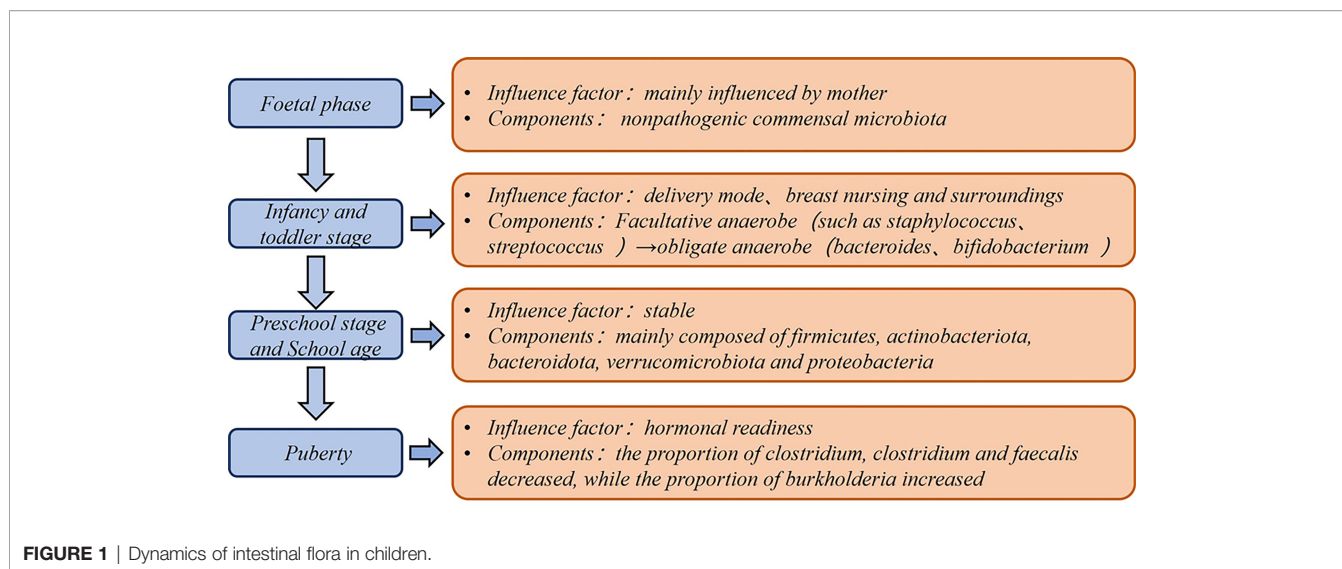 Foetal phase
• Influence factor：mainly influenced by mother
• Components： nonpathogenic commensal microbiota
Infancy and
toddler stage
• Influence factor：delivery mode、breast nursing and surroundings
• Components：Facultative anaerobe（such as staphylococcus、
streptococcus ）→obligate anaerobe（bacteroides、bifidobacterium ）
Preschool stage
and School age
• Influence factor：stable
• Components：mainly composed of firmicutes, actinobacteriota,
bacteroidota, verrucomicrobiota and proteobacteria
Puberty
• Influence factor：hormonal readiness
• Components：the proportion of clostridium, clostridium and faecalis
decreased, while the proportion of burkholderia increased
FIGURE 1 | Dynamics of intestinal flora in children.